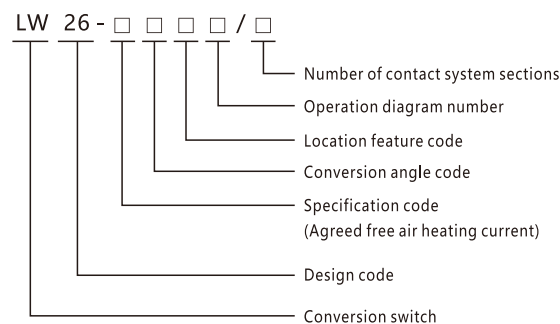 LW 26-□□□□/□
Number of contact system sections
Operation diagram number
Location feature code
Conversion angle code
Specification code
(Agreed free air heating current)
Design code
Conversion switch